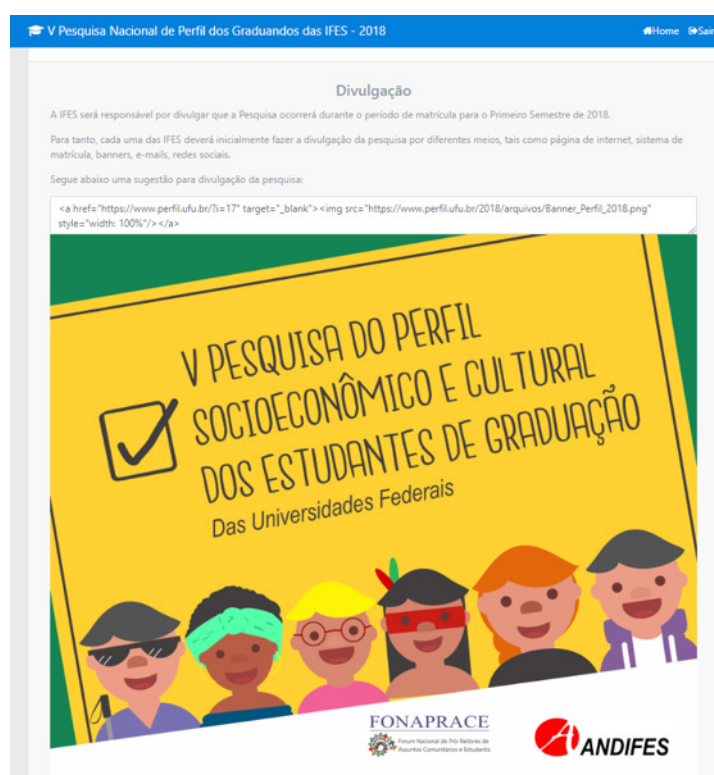 V Pesquisa Nacional de Perfil dos Graduandos das IFES - 2018
Home Sair
Divulgação
A IFES será responsável por divulgar que a Pesquisa ocorrerá durante o período de matrícula para o Primeiro Semestre de 2018.
Para tanto, cada uma das IFES deverá inicialmente fazer a divulgação da pesquisa por diferentes meios, tais como página de internet, sistema de
matrícula, banners, e-mails, redes sociais.
Segue abaixo uma sugestão para divulgação da pesquisa:
<a href="https://www.perfil.ufu.br/?i=17" target="_blank"><img src="https://www.perfil.ufu.br/2018/arquivos/Banner_Perfil_2018.png"
style="width: 100%"/></a>
V PESQUISA DO PERFIL
SOCIOECONÔMICO E CULTURAL
DOS ESTUDANTES DE GRADUAÇÃO
Das Universidades Federais
FONAPRACE
Forum Nacional de Pró-Reitores de
Assuntos Comunitários e Estudantis
ANDIFES